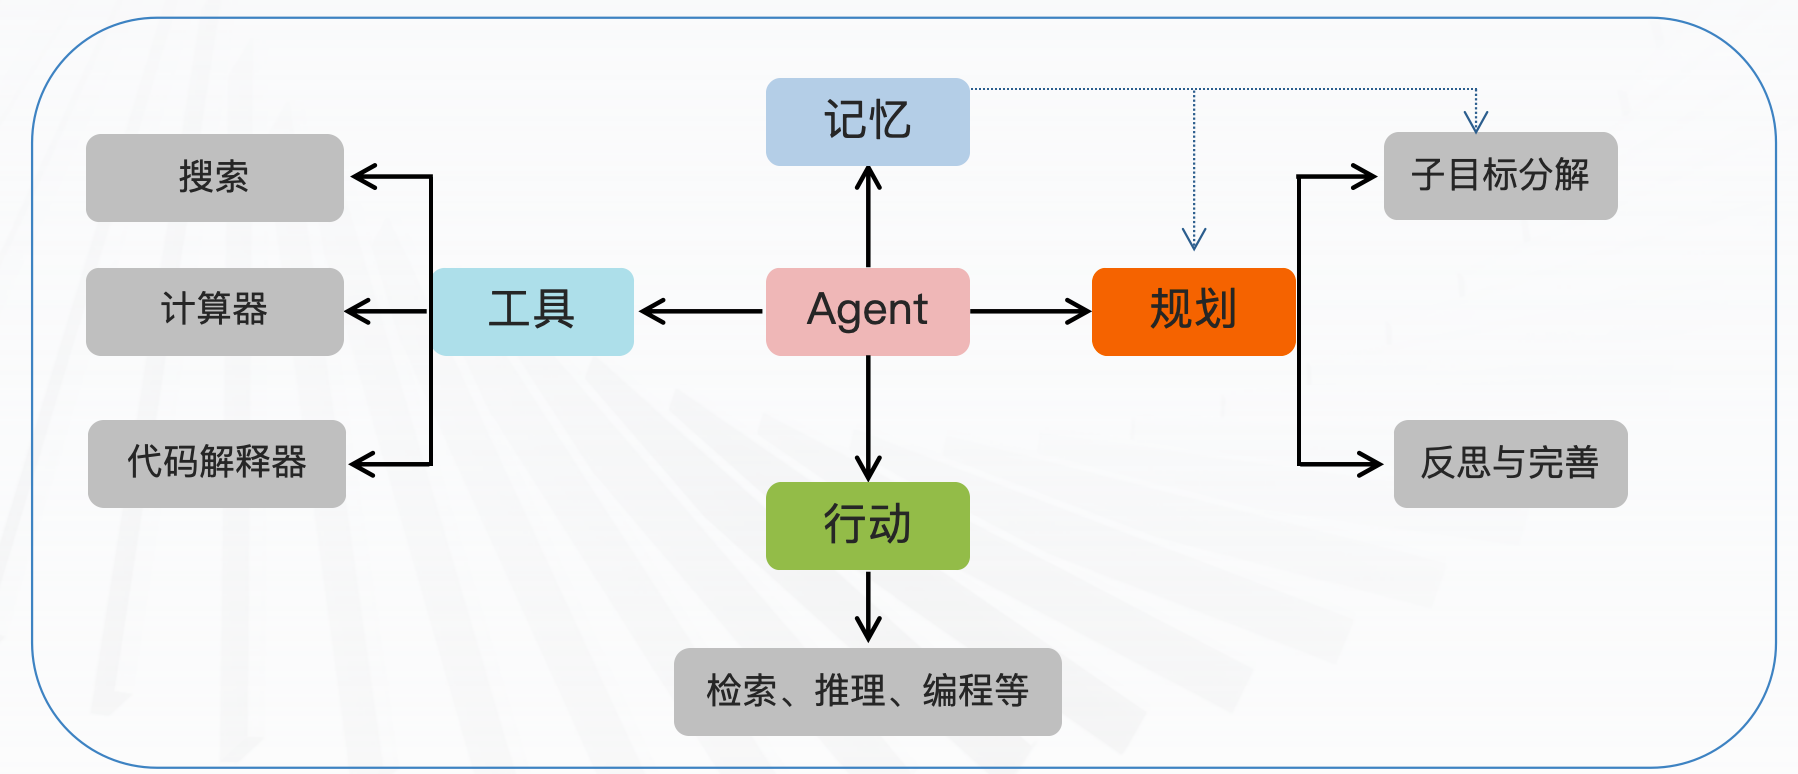 记忆
搜索
子目标分解
计算器
工具
Agent
规划
代码解释器
反思与完善
行动
检索、推理、编程等